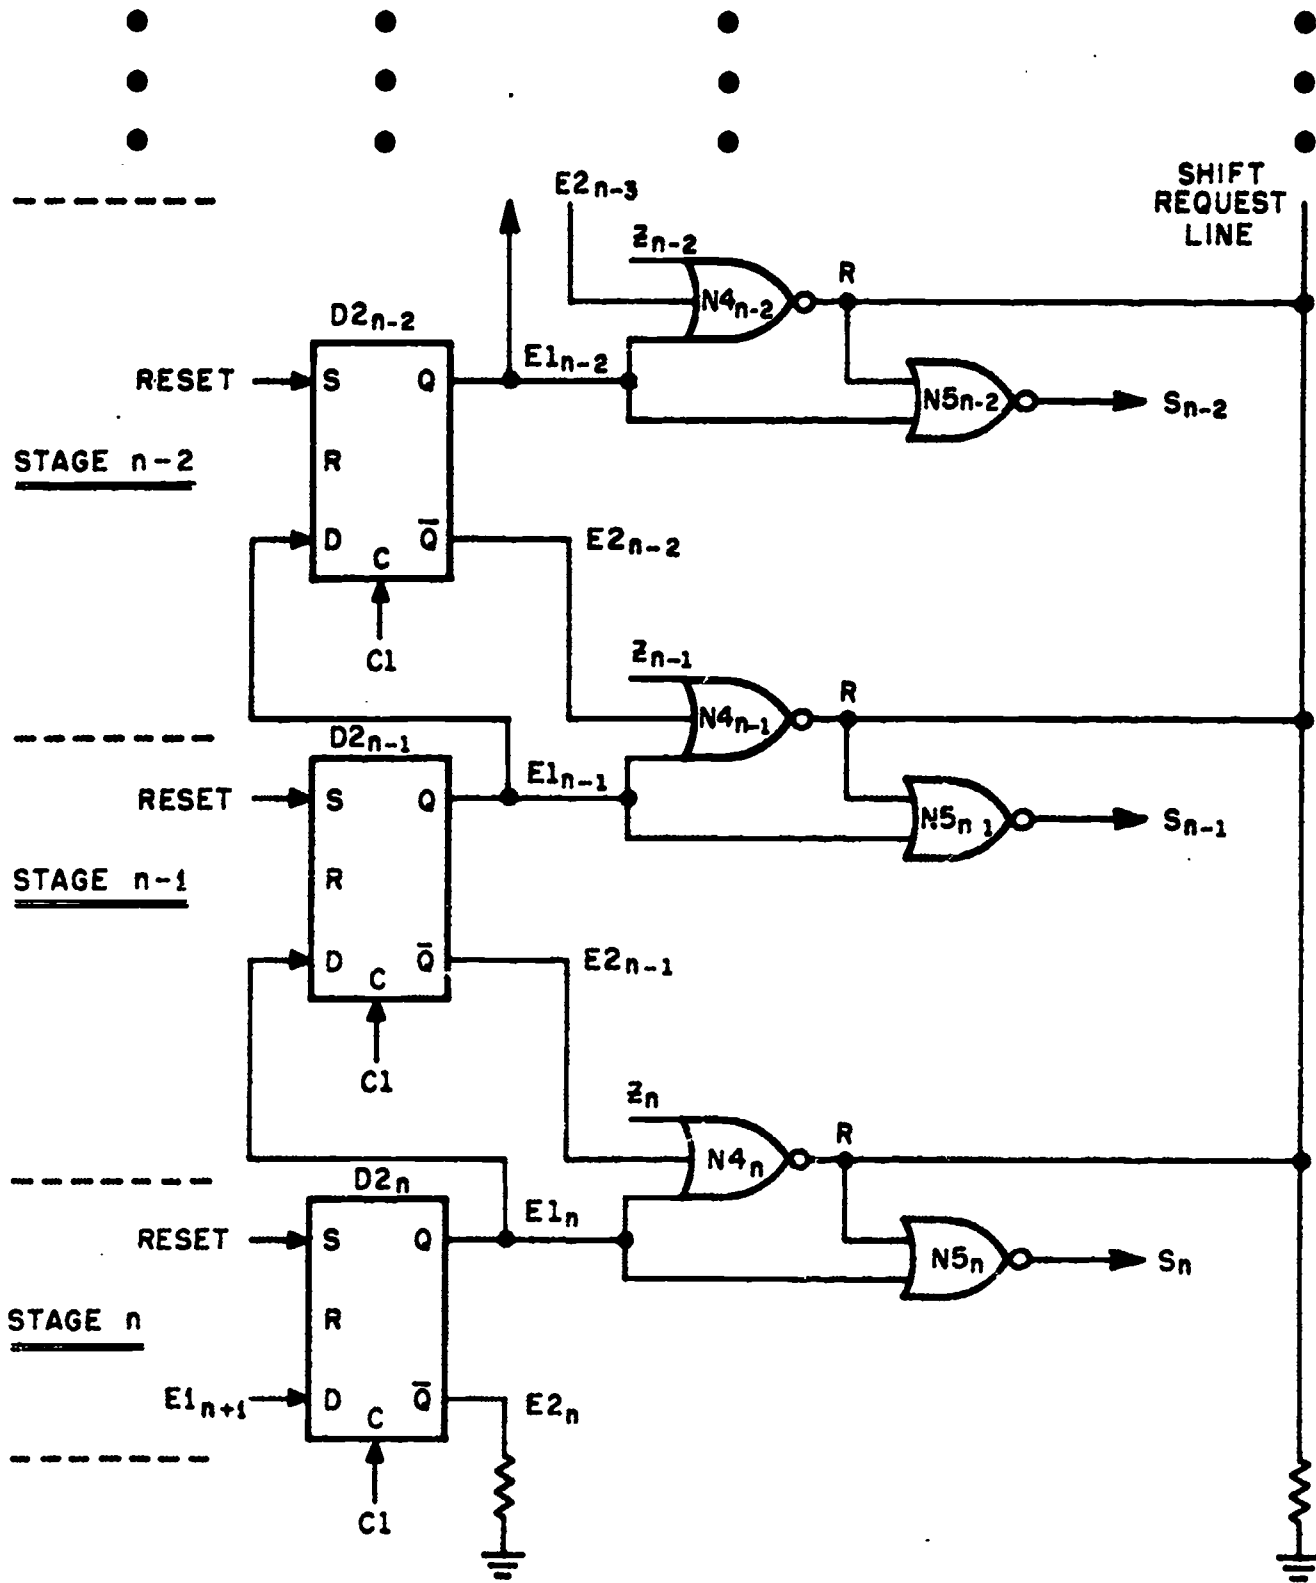 SHIFT
REQUEST
LINE
E2n-3
Zn-2
R
N4n-2
D2n-2
E1n-2
RESET
S
Q
N5n-2
Sn-2
STAGE n-2
R
D
C
Q̅
E2n-2
C1
Zn-1
R
N4n-1
D2n-1
E1n-1
RESET
S
Q
N5n 1
Sn-1
STAGE n-1
R
D
C
Q̅
E2n-1
C1
Zn
R
N4n
D2n
E1n
RESET
S
Q
N5n
Sn
STAGE n
R
E1n+1
D
C
Q̅
E2n
C1